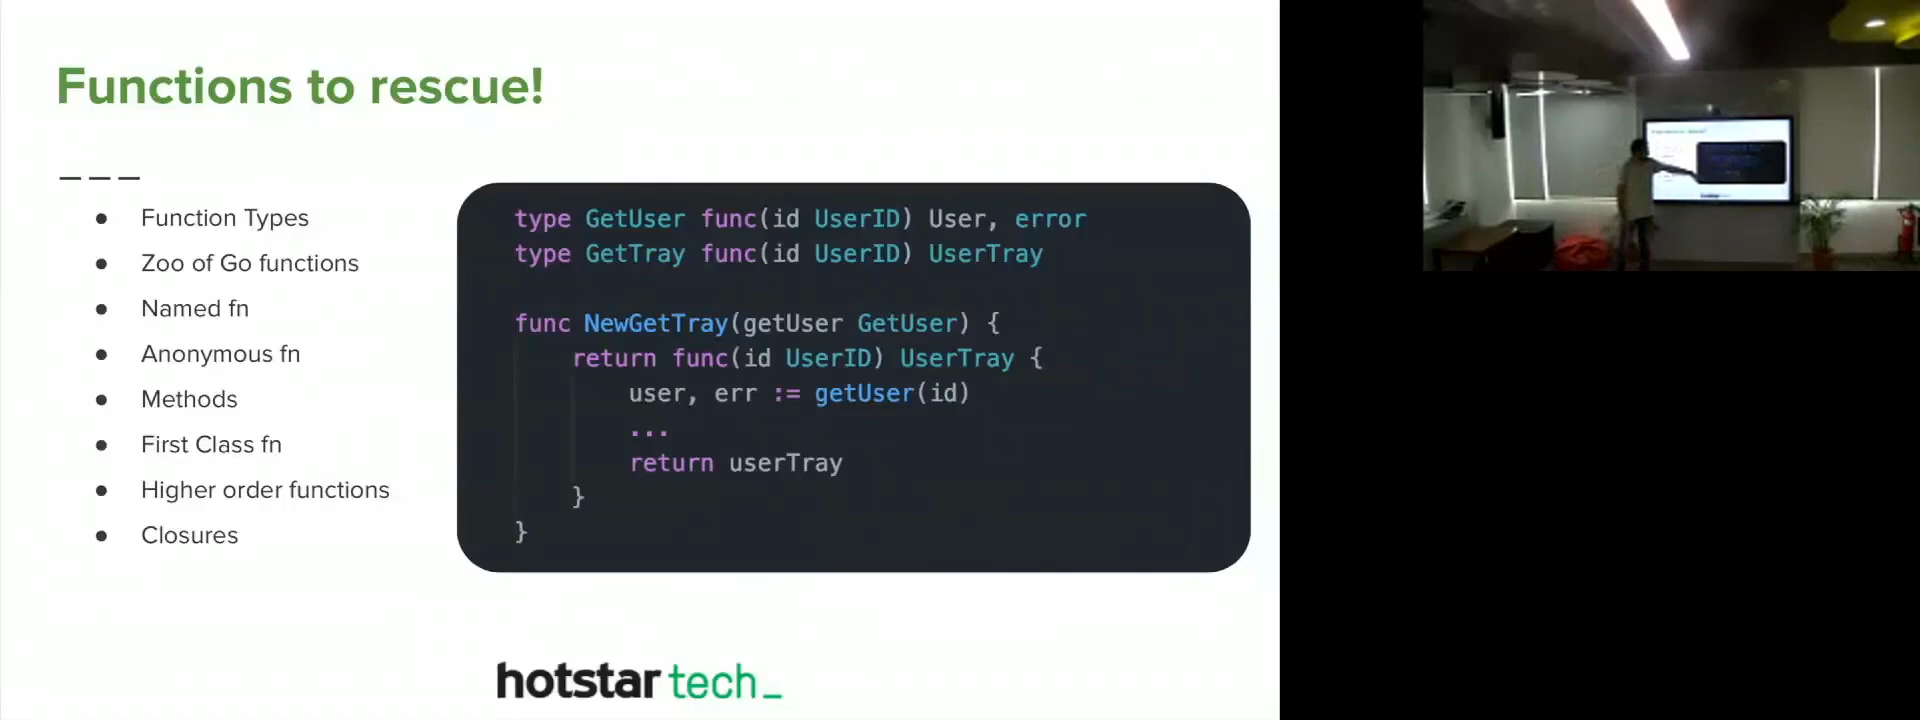 Functions to rescue!
Function Types
Zoo of Go functions
Named fn
Anonymous fn
Methods
First Class fn
Higher order functions
Closures
type GetUser func(id UserID) User, error
type GetTray func(id UserID) UserTray
func NewGetTray(getUser GetUser) {
return func(id UserID) UserTray {
user, err := getUser(id)
...
return userTray
}
}
hotstar tech_